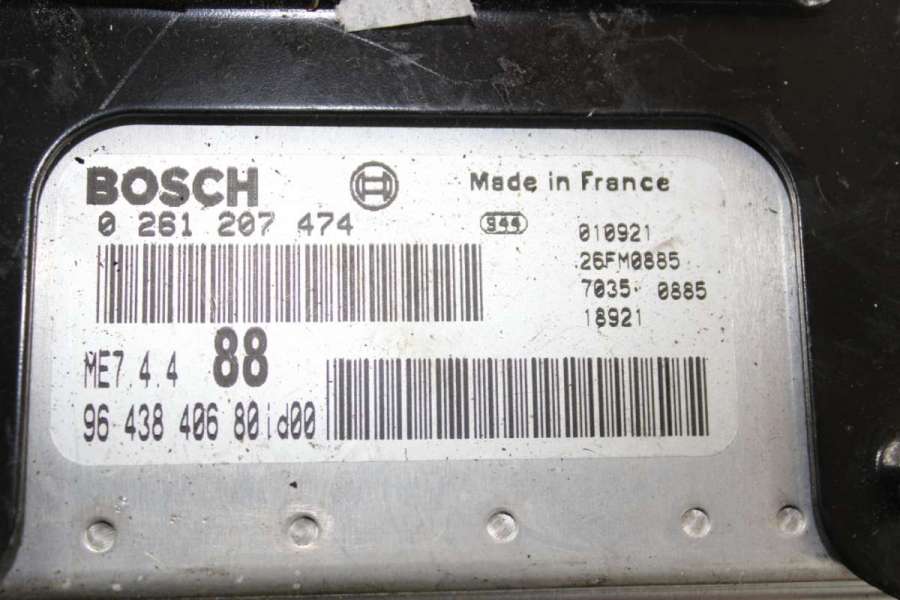 BOSCH
Made in France
0 261 207 474
S44
010921
26FM0885
7035 0885
18921
ME7.4.4 88
96 438 406 80 id00